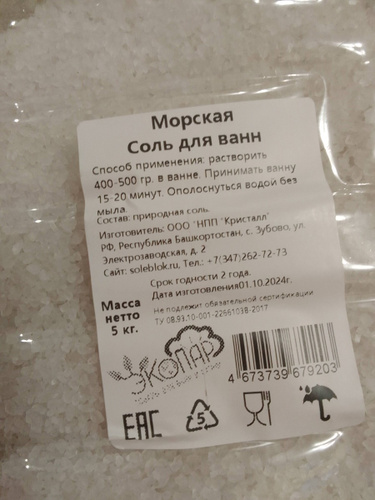 Морская
Соль для ванн
Способ применения: растворить
400-500 гр. в ванне. Принимать ванну
15-20 минут. Ополоснуться водой без
мыла.
Состав: природная соль.
Изготовитель: ООО "НПП "Кристалл"
РФ, Республика Башкортостан, с. Зубово, ул.
Электрозаводская, д. 2
Сайт: soleblok.ru, Тел.: +7(347)262-72-73
Срок годности 2 года.
Дата изготовления01.10.2024г.
Масса
нетто
5 кг.
Не подлежит обязательной сертификации
ТУ 08.93.10-001-22661038-2017
ЭКОПАР
4 673739 679203
ЕАС
5